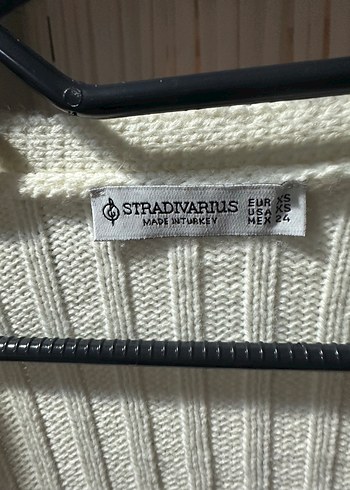 STRADIVARIUS
MADE IN TURKEY
EUR XS
USA XS
MEX 24